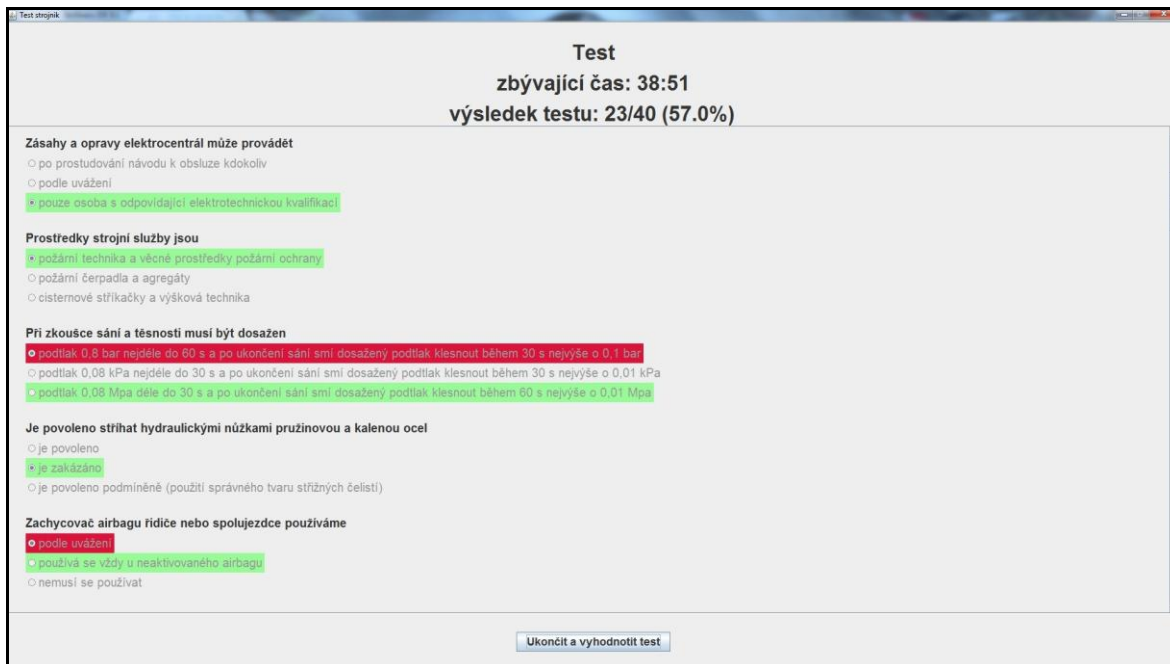 Test strojník
Test
zbývající čas: 38:51
výsledek testu: 23/40 (57.0%)
Zásahy a opravy elektrocentrál může provádět
po prostudování návodu k obsluze kdokoliv
podle uvážení
pouze osoba s odpovídající elektrotechnickou kvalifikací
Prostředky strojní služby jsou
požární technika a věcné prostředky požární ochrany
požární čerpadla a agregáty
cisternové stříkačky a výšková technika
Při zkoušce sání a těsnosti musí být dosažen
podtlak 0,8 bar nejdéle do 60 s a po ukončení sání smí dosažený podtlak klesnout během 30 s nejvýše o 0,1 bar
podtlak 0,08 kPa nejdéle do 30 s a po ukončení sání smí dosažený podtlak klesnout během 30 s nejvýše o 0,01 kPa
podtlak 0,08 Mpa déle do 30 s a po ukončení sání smí dosažený podtlak klesnout během 60 s nejvýše o 0,01 Mpa
Je povoleno stříhat hydraulickými nůžkami pružinovou a kalenou ocel
je povoleno
je zakázáno
je povoleno podmíněně (použití správného tvaru střižných čelistí)
Zachycovač airbagu řidiče nebo spolujezdce používáme
podle uvážení
používá se vždy u neaktivovaného airbagu
nemusí se používat
Ukončit a vyhodnotit test